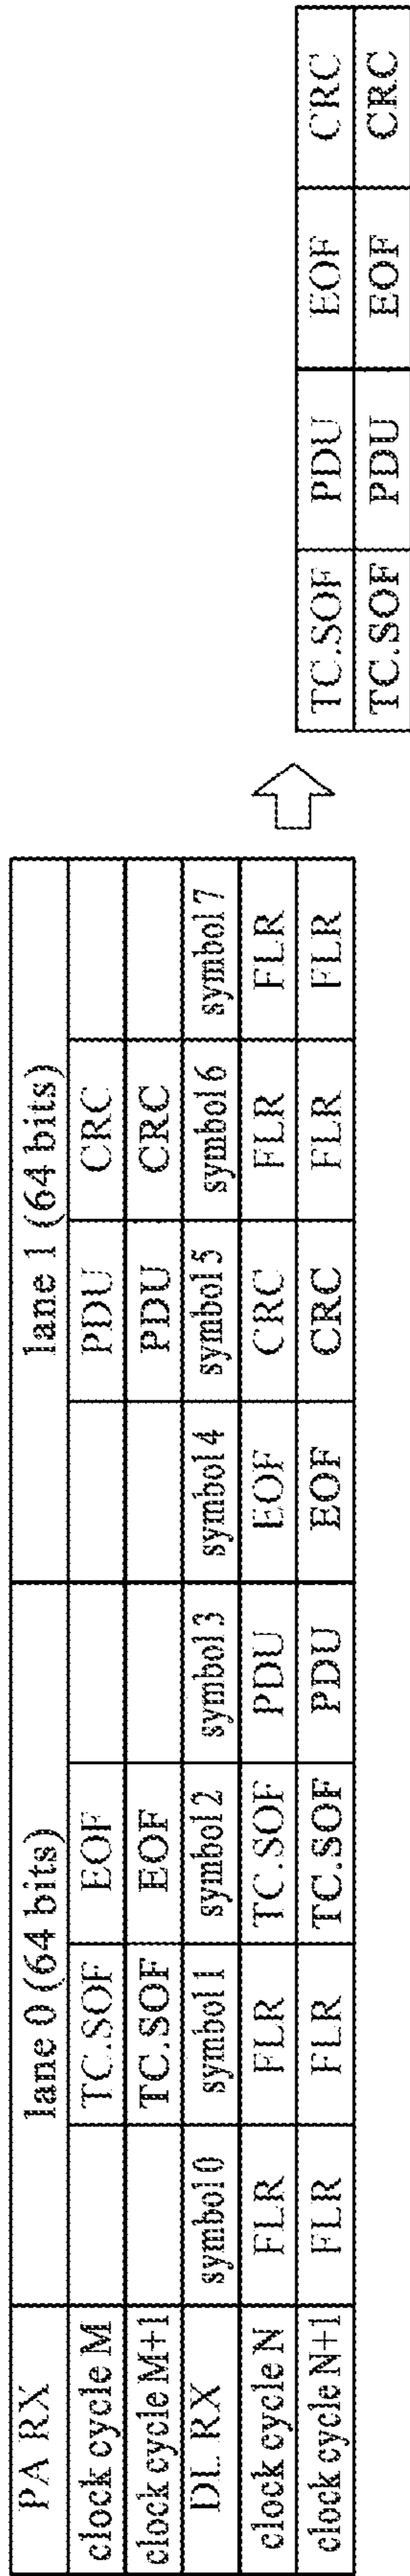 PA RX lane 0 (64 bits) lane 1 (64 bits)
clock cycle M TC.SOF EOF PDU CRC
clock cycle M+1 TC.SOF EOF PDU CRC
DL RX symbol 0 symbol 1 symbol 2 symbol 3 symbol 4 symbol 5 symbol 6 symbol 7
clock cycle N FLR FLR TC.SOF PDU EOF CRC FLR FLR
clock cycle N+1 FLR FLR TC.SOF PDU EOF CRC FLR FLR
TC.SOF PDU EOF CRC
TC.SOF PDU EOF CRC